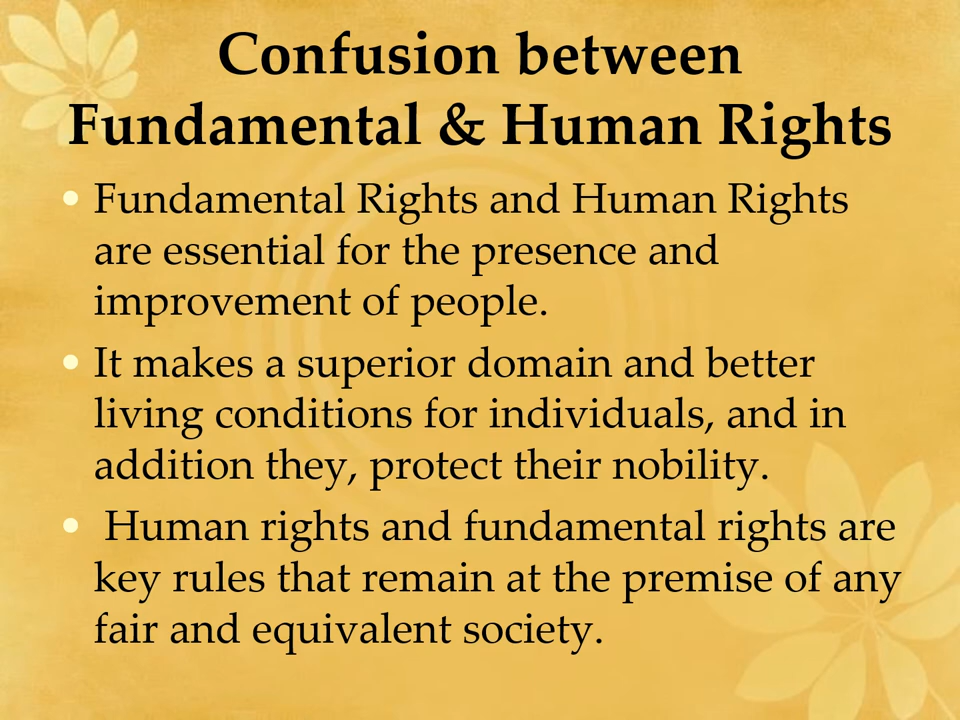 Confusion between
Fundamental & Human Rights
• Fundamental Rights and Human Rights
are essential for the presence and
improvement of people.
• It makes a superior domain and better
living conditions for individuals, and in
addition they, protect their nobility.
• Human rights and fundamental rights are
key rules that remain at the premise of any
fair and equivalent society.